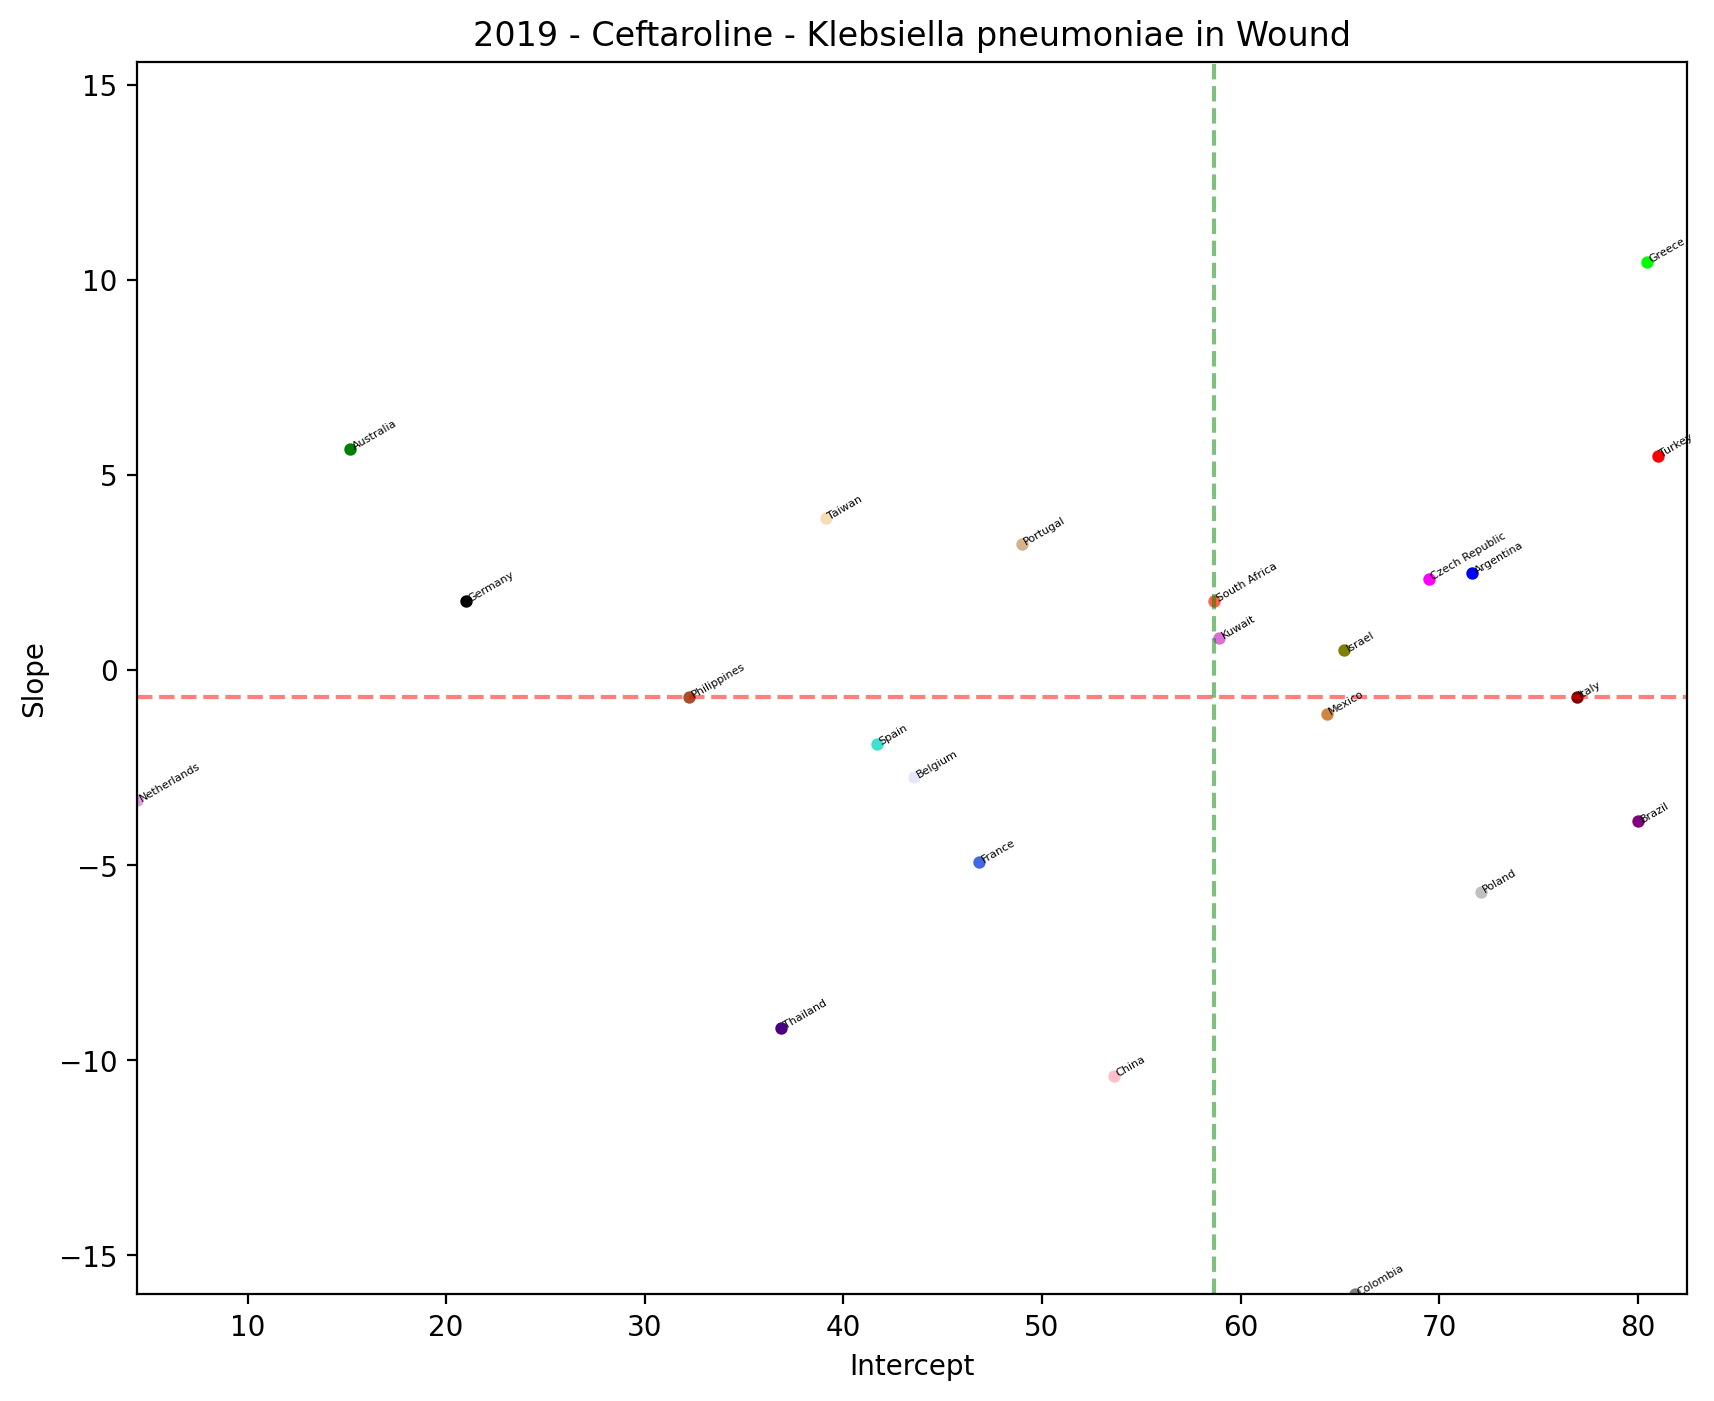 2019 - Ceftaroline - Klebsiella pneumoniae in Wound
15
10
5
0
−5
−10
−15
Slope
Greece
Australia
Turkey
Taiwan
Portugal
Czech Republic
Argentina
Germany
South Africa
Kuwait
Israel
Philippines
Italy
Mexico
Spain
Belgium
Netherlands
Brazil
France
Poland
Thailand
China
Colombia
10
20
30
40
50
60
70
80
Intercept